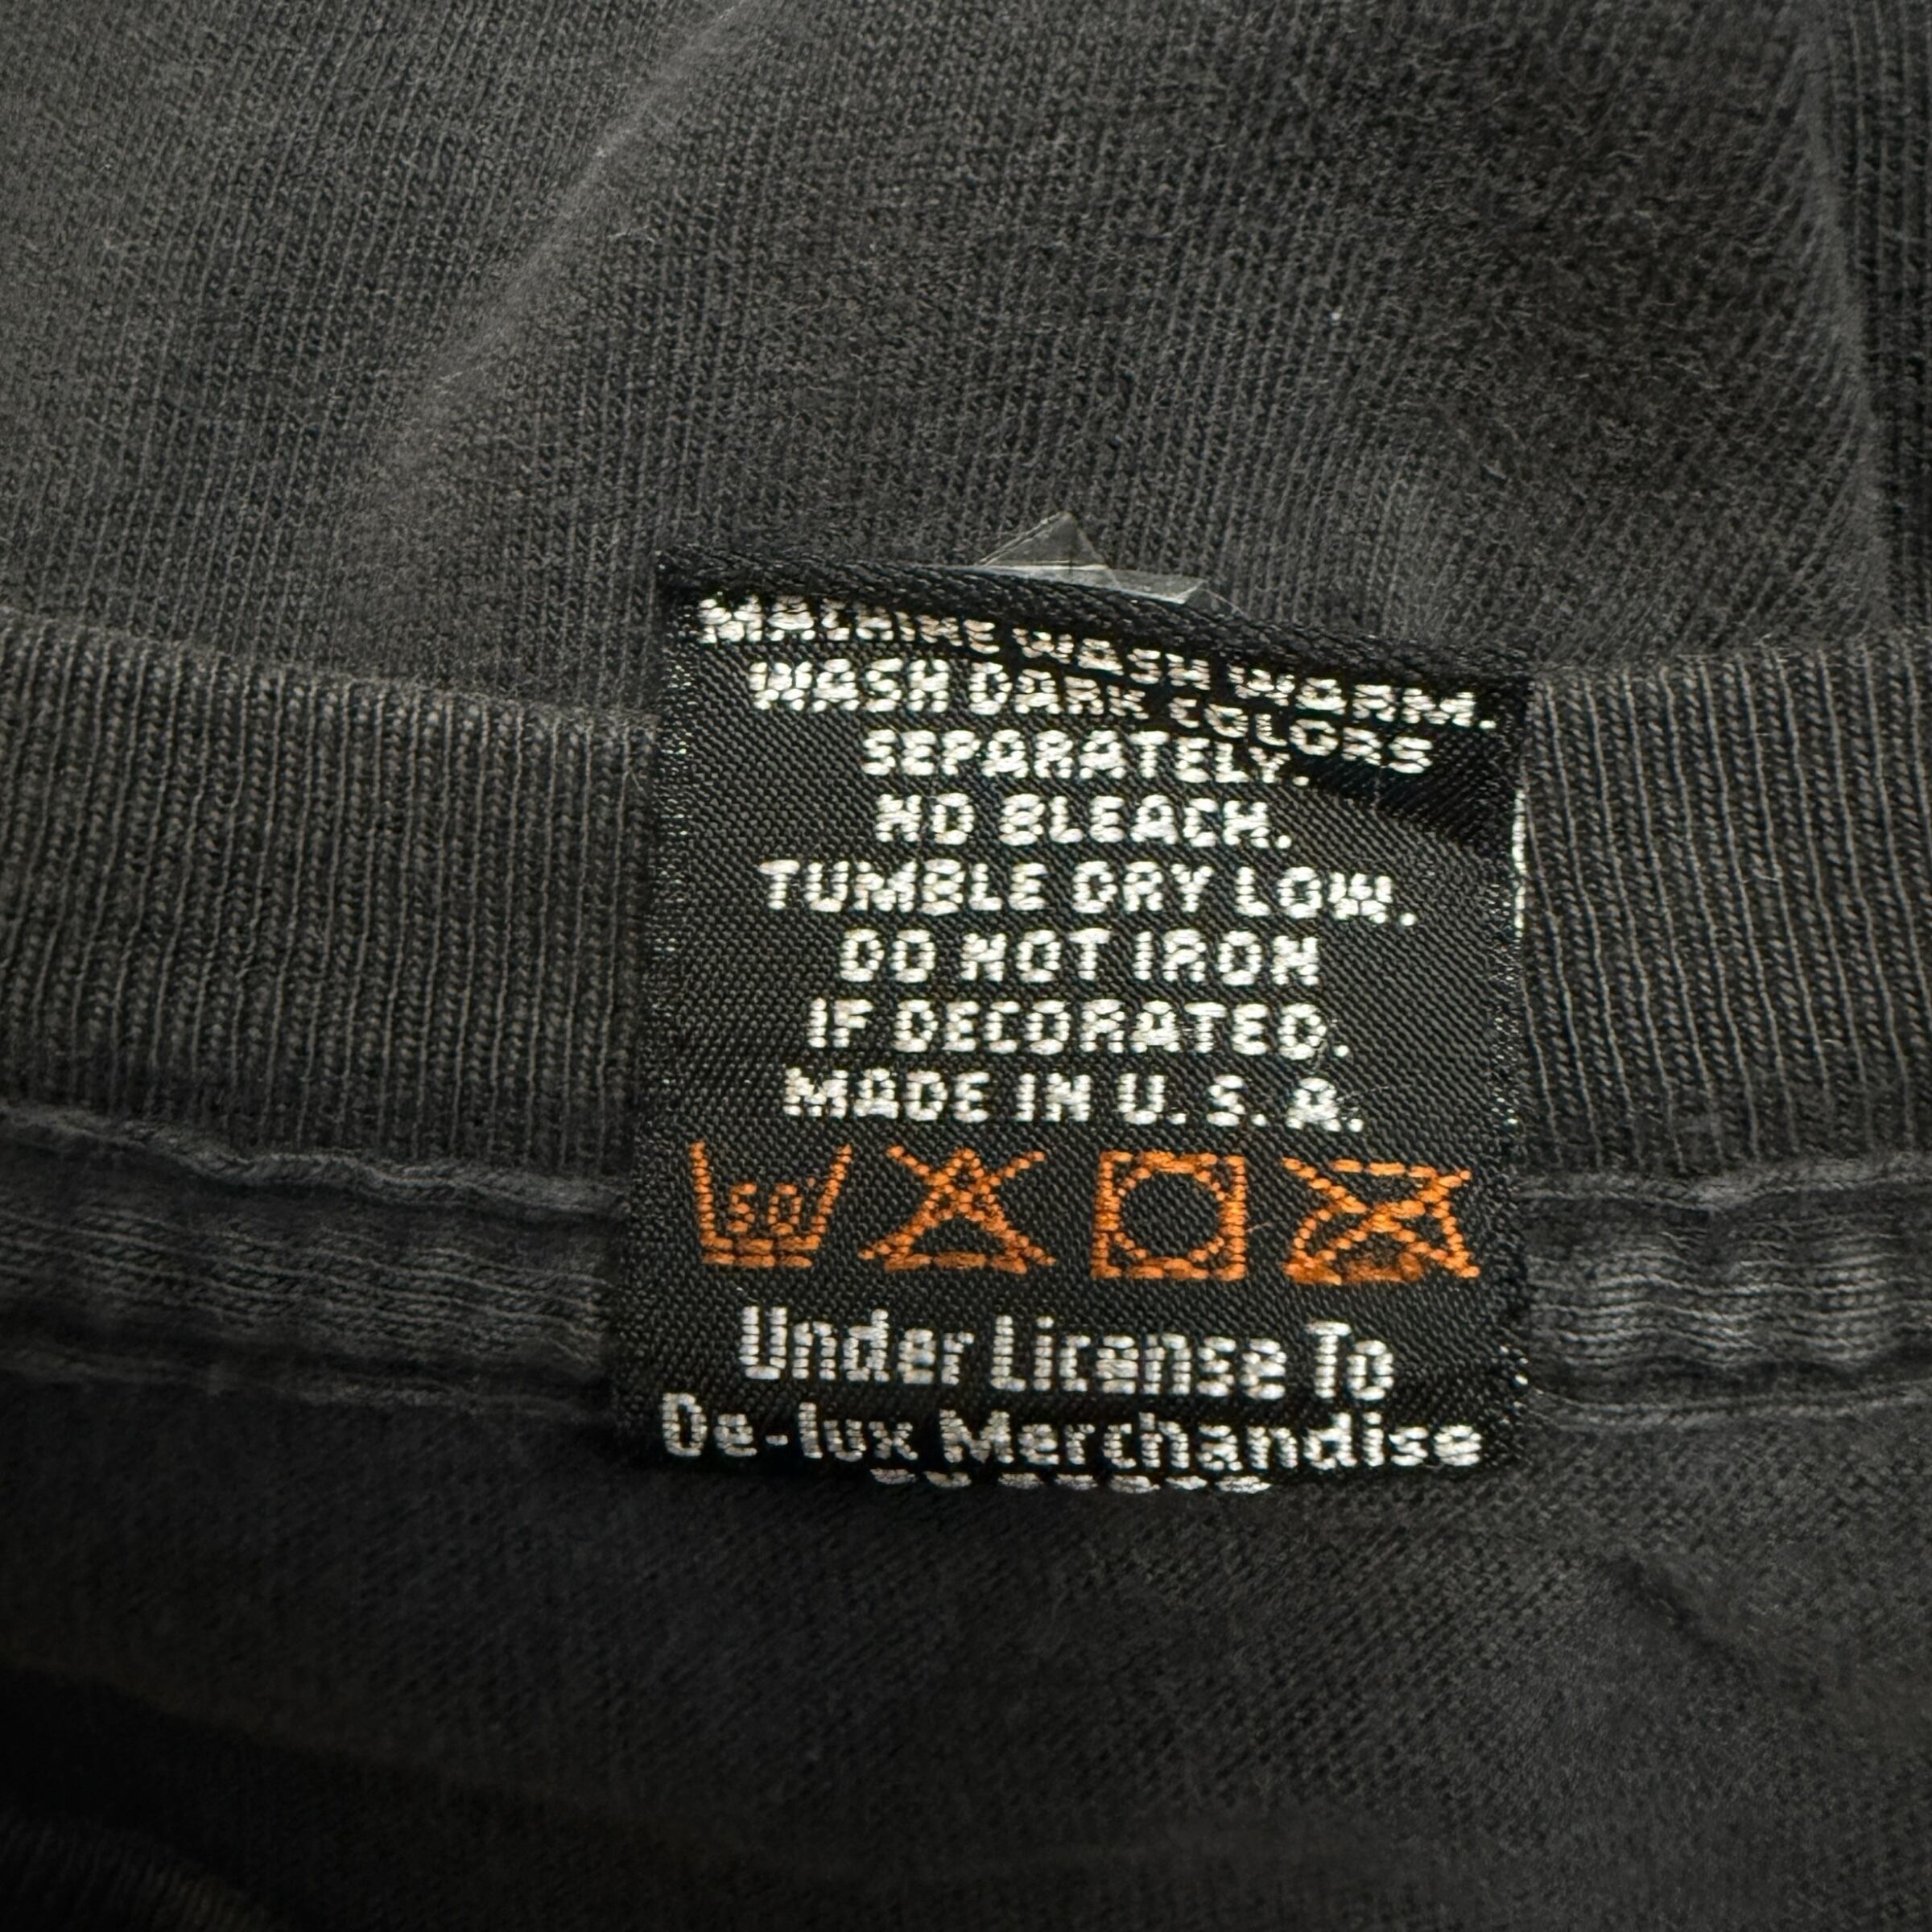 MACHINE WASH WARM.
WASH DARK COLORS
SEPARATELY.
NO BLEACH.
TUMBLE DRY LOW.
DO NOT IRON
IF DECORATED.
MADE IN U.S.A.
50°
Under License To
De-lux Merchandise